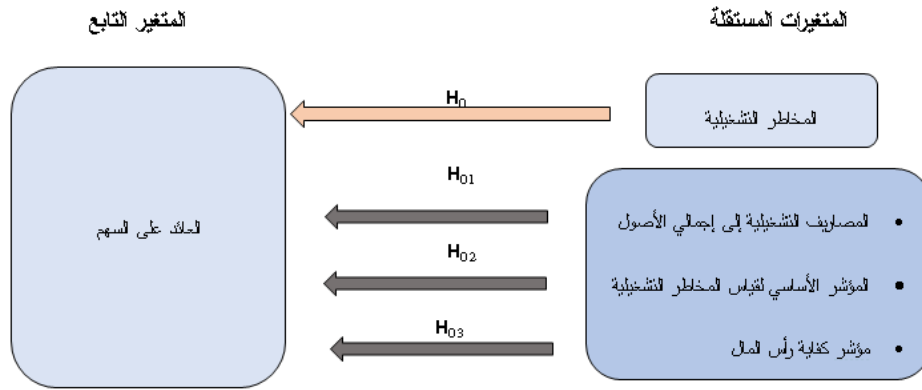 المتغيرات المستقلة
المتغير التابع
H₀
المخاطر التشغيلية
H₀₁
• المصاريف التشغيلية إلى إجمالي الأصول
العائد على السهم
H₀₂
• المؤشر الأساسي لقياس المخاطر التشغيلية
H₀₃
• مؤشر كفاية رأس المال